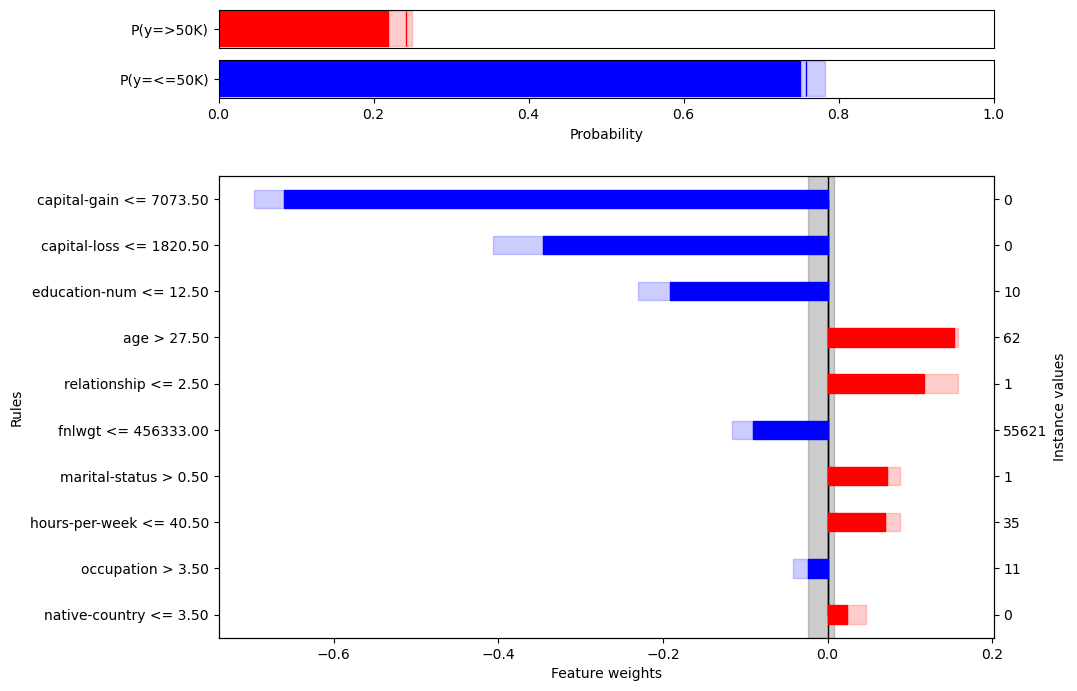 P(y=>50K)
P(y=<=50K)
0.0 0.2 0.4 0.6 0.8 1.0
Probability
capital-gain <= 7073.50 0
capital-loss <= 1820.50 0
education-num <= 12.50 10
age > 27.50 62
relationship <= 2.50 1
fnlwgt <= 456333.00 55621
marital-status > 0.50 1
hours-per-week <= 40.50 35
occupation > 3.50 11
native-country <= 3.50 0
Rules
Instance values
−0.6 −0.4 −0.2 0.0 0.2
Feature weights